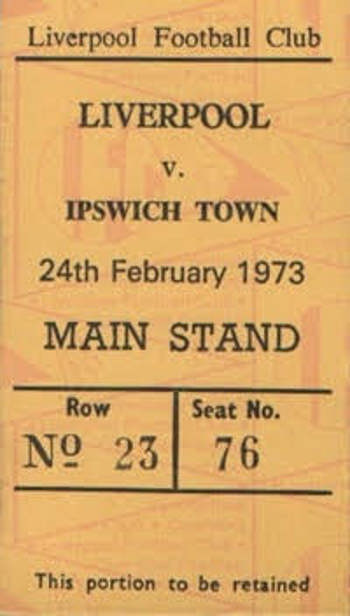 Liverpool Football Club
LIVERPOOL
v.
IPSWICH TOWN
24th February 1973
MAIN STAND
Row Seat No.
Nº 23 76
This portion to be retained